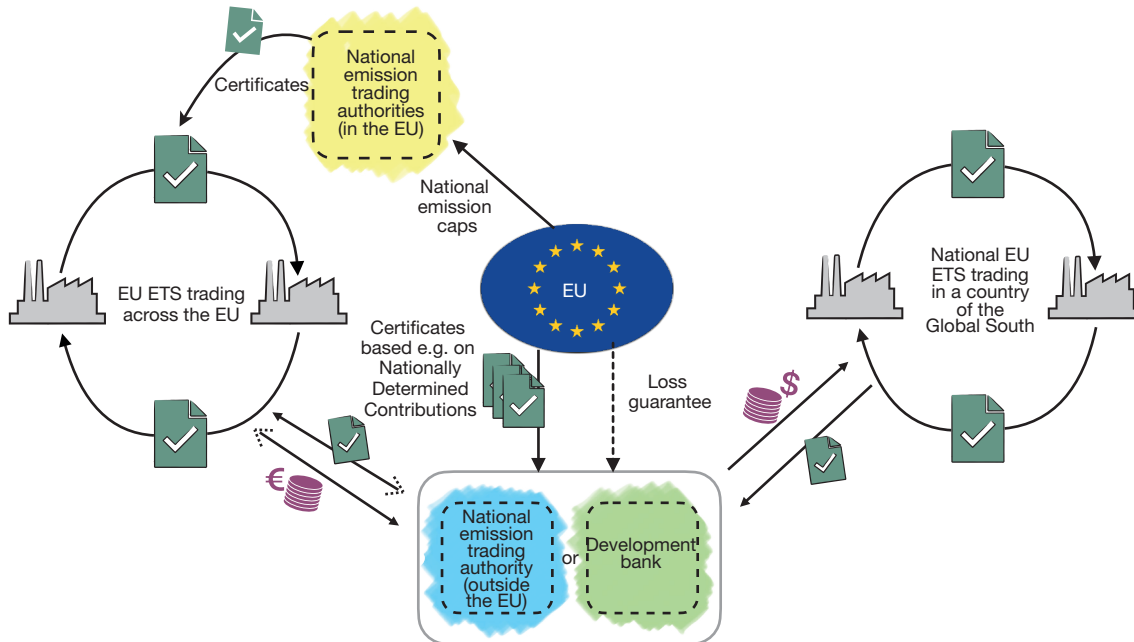 Certificates
National
emission
trading
authorities
(in the EU)
National
emission
caps
EU
EU ETS trading
across the EU
National EU
ETS trading
in a country
of the
Global South
Certificates
based e.g. on
Nationally
Determined
Contributions
Loss
guarantee
$
€
National
emission
trading
authority
(outside
the EU)
or
Development
bank